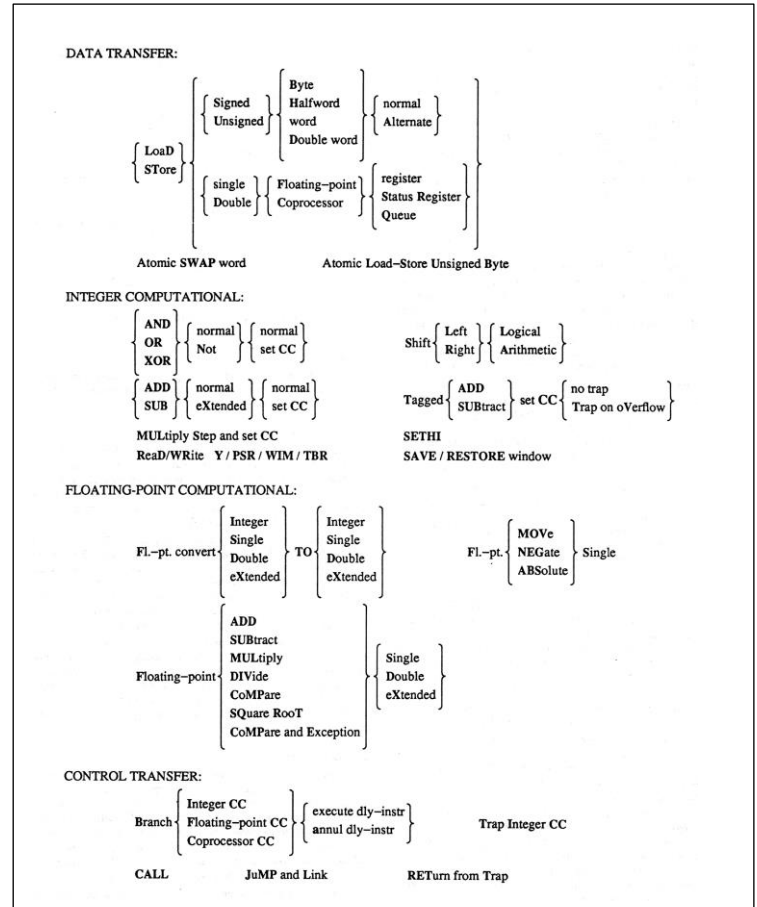 DATA TRANSFER:
Byte
Signed Halfword normal
Unsigned word Alternate
Double word
LoaD
STore
single Floating–point register
Double Coprocessor Status Register
Queue
Atomic SWAP word Atomic Load–Store Unsigned Byte
INTEGER COMPUTATIONAL:
AND
OR normal normal
XOR Not set CC
Shift Left Logical
Right Arithmetic
ADD normal normal
SUB eXtended set CC
Tagged ADD set CC no trap
SUBtract Trap on oVerflow
MULtiply Step and set CC SETHI
ReaD/WRite Y / PSR / WIM / TBR SAVE / RESTORE window
FLOATING-POINT COMPUTATIONAL:
Fl.–pt. convert
Integer
Single
Double
eXtended
TO
Integer
Single
Double
eXtended
Fl.–pt.
MOVe
NEGate
ABSolute
Single
Floating–point
ADD
SUBtract
MULtiply
DIVide
CoMPare
SQuare RooT
CoMPare and Exception
Single
Double
eXtended
CONTROL TRANSFER:
Branch
Integer CC
Floating–point CC
Coprocessor CC
execute dly–instr
annul dly–instr
Trap Integer CC
CALL JuMP and Link RETurn from Trap